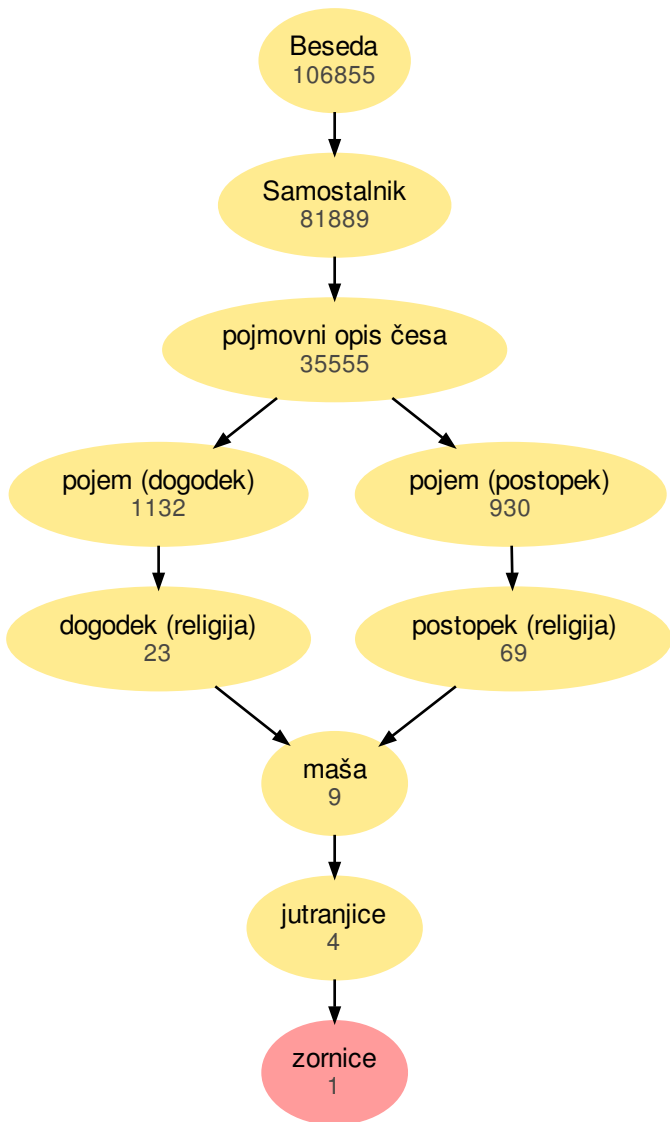 Beseda
106855
Samostalnik
81889
pojmovni opis česa
35555
pojem (dogodek)
1132
pojem (postopek)
930
dogodek (religija)
23
postopek (religija)
69
maša
9
jutranjice
4
zornice
1